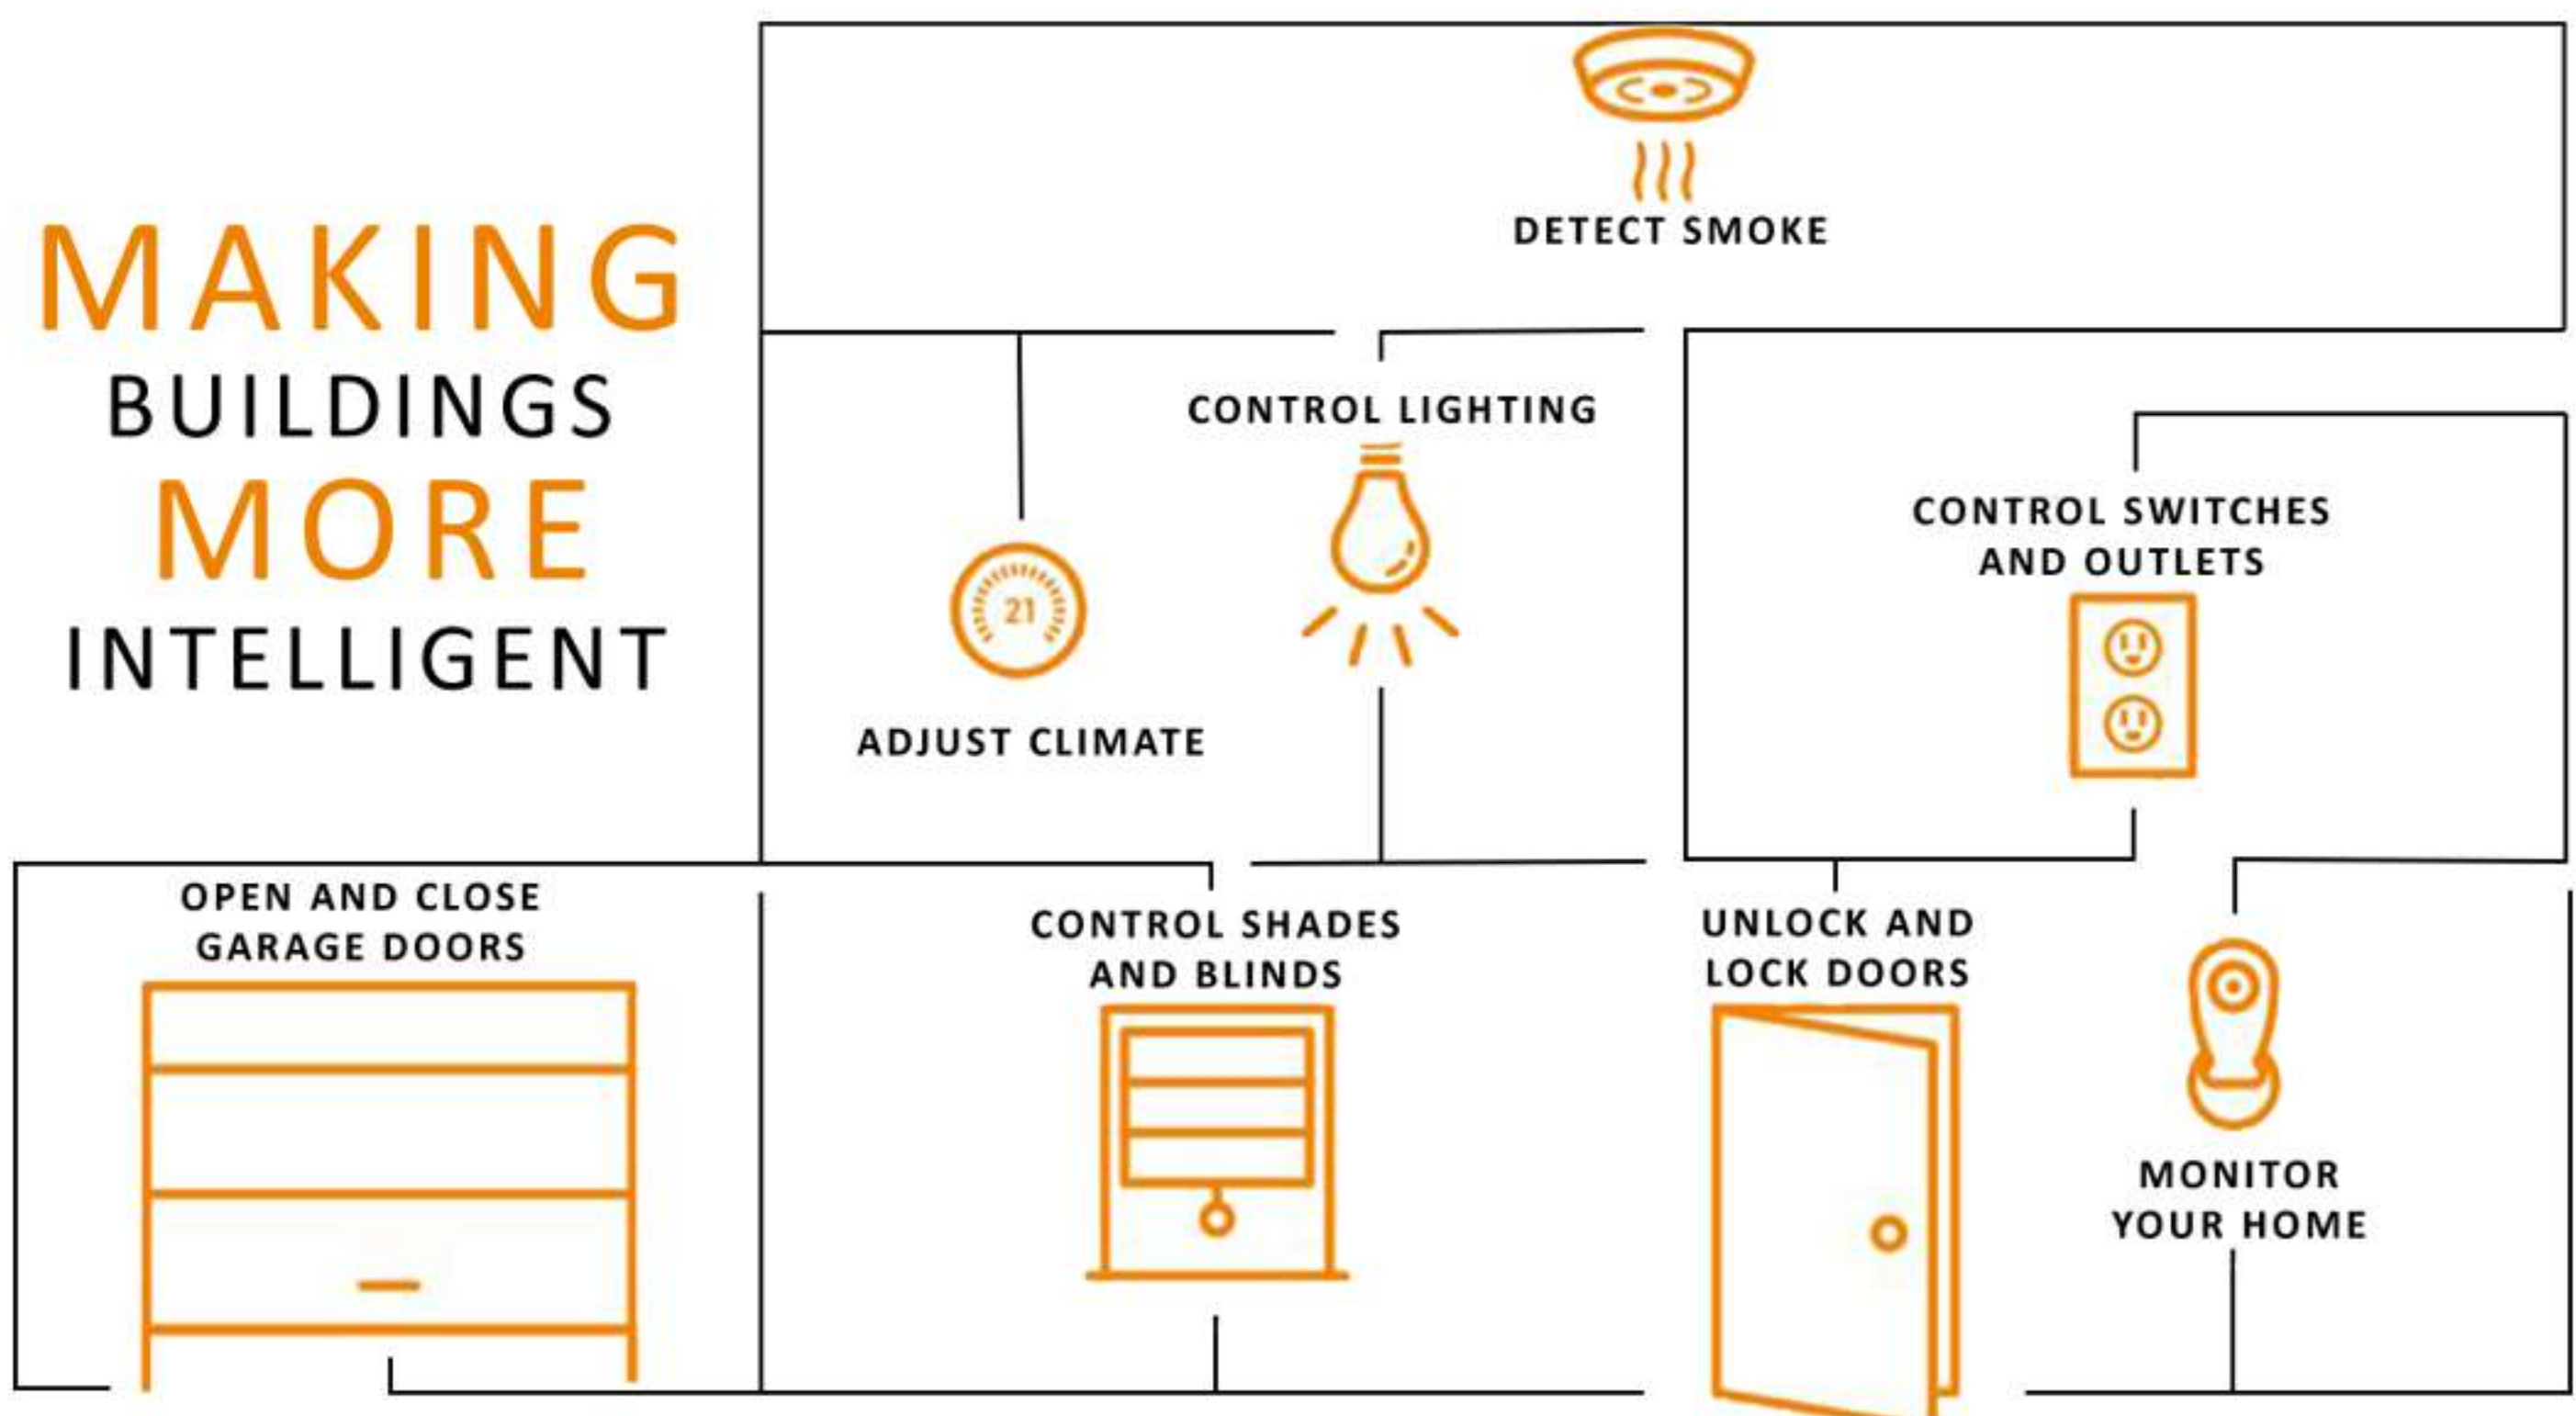 MAKING
BUILDINGS
MORE
INTELLIGENT
DETECT SMOKE
CONTROL LIGHTING
21
ADJUST CLIMATE
CONTROL SWITCHES
AND OUTLETS
OPEN AND CLOSE
GARAGE DOORS
CONTROL SHADES
AND BLINDS
UNLOCK AND
LOCK DOORS
MONITOR
YOUR HOME